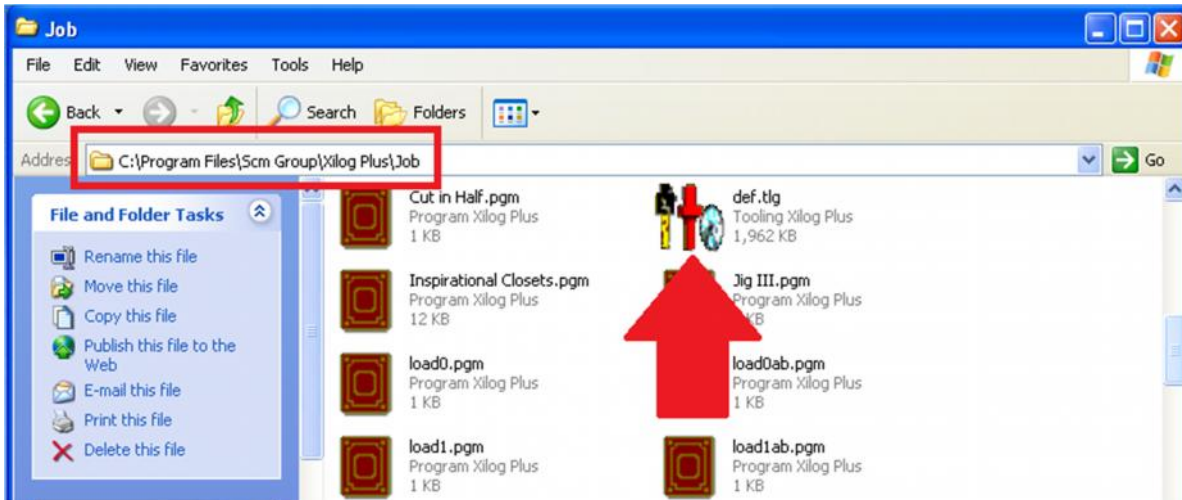 Job
File Edit View Favorites Tools Help
Back Search Folders
Address C:\Program Files\Scm Group\Xilog Plus\Job Go
File and Folder Tasks
Rename this file
Move this file
Copy this file
Publish this file to the
Web
E-mail this file
Print this file
Delete this file
Cut in Half.pgm
Program Xilog Plus
1 KB
def.tlg
Tooling Xilog Plus
1,962 KB
Inspirational Closets.pgm
Program Xilog Plus
12 KB
Jig III.pgm
Program Xilog Plus
KB
load0.pgm
Program Xilog Plus
1 KB
load0ab.pgm
Program Xilog Plus
1 KB
load1.pgm
Program Xilog Plus
1 KB
load1ab.pgm
Program Xilog Plus
1 KB